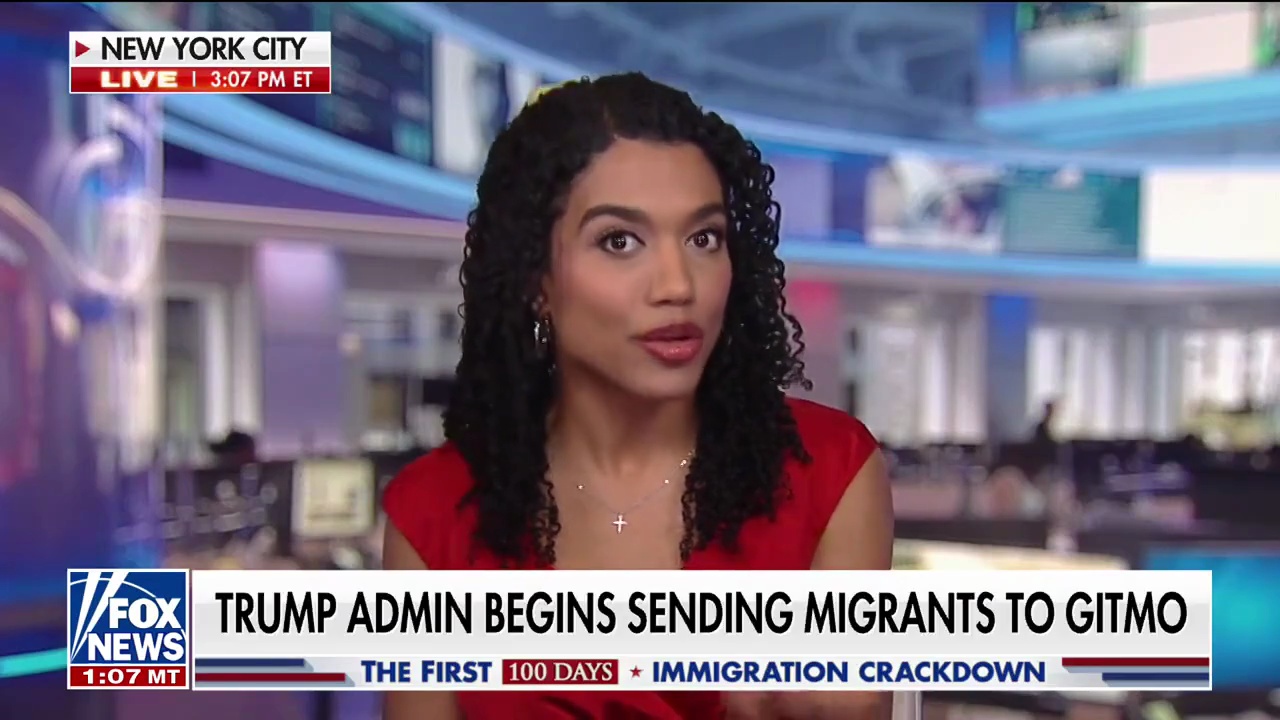 NEW YORK CITY
LIVE | 3:07 PM ET
TRUMP ADMIN BEGINS SENDING MIGRANTS TO GITMO
FOX
NEWS
1:07 MT
THE FIRST 100 DAYS ★ IMMIGRATION CRACKDOWN